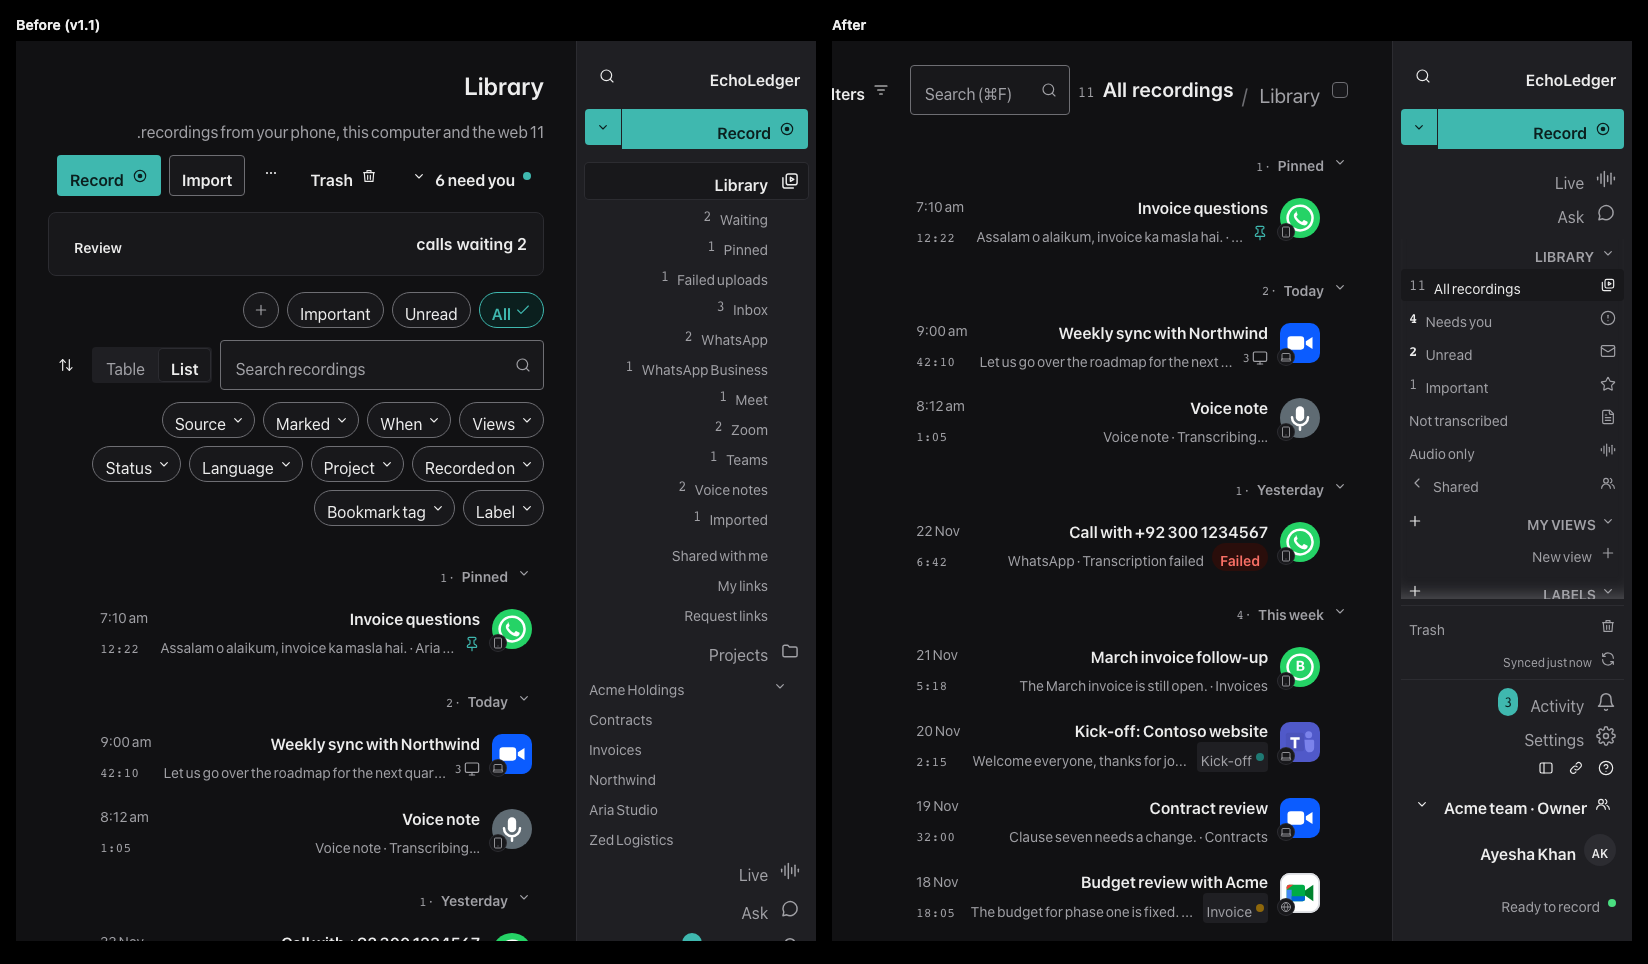 Before (v1.1)
Library
.recordings from your phone, this computer and the web 11
Record
Import
...
Trash
6 need you
Review
calls waiting 2
+
Important
Unread
All
Table
List
Search recordings
Source
Marked
When
Views
Status
Language
Project
Recorded on
Bookmark tag
Label
1 · Pinned
7:10 am
Invoice questions
12:22
Assalam o alaikum, invoice ka masla hai. · Aria ...
2 · Today
9:00 am
Weekly sync with Northwind
42:10
Let us go over the roadmap for the next quar...
3
8:12 am
Voice note
1:05
Voice note · Transcribing...
1 · Yesterday
22 Nov
Call with +92 300 1234567
EchoLedger
Record
Library
2 Waiting
1 Pinned
1 Failed uploads
3 Inbox
2 WhatsApp
1 WhatsApp Business
1 Meet
2 Zoom
1 Teams
2 Voice notes
1 Imported
Shared with me
My links
Request links
Projects
Acme Holdings
Contracts
Invoices
Northwind
Aria Studio
Zed Logistics
Live
Ask
After
lters
Search (⌘F)
11 All recordings / Library
1 · Pinned
7:10 am
Invoice questions
12:22
Assalam o alaikum, invoice ka masla hai. · ...
2 · Today
9:00 am
Weekly sync with Northwind
42:10
Let us go over the roadmap for the next ...
3
8:12 am
Voice note
1:05
Voice note · Transcribing...
1 · Yesterday
22 Nov
Call with +92 300 1234567
6:42
WhatsApp · Transcription failed
Failed
4 · This week
21 Nov
March invoice follow-up
B
5:18
The March invoice is still open. · Invoices
20 Nov
Kick-off: Contoso website
T
2:15
Welcome everyone, thanks for jo...
Kick-off
19 Nov
Contract review
32:00
Clause seven needs a change. · Contracts
18 Nov
Budget review with Acme
18:05
The budget for phase one is fixed. ...
Invoice
EchoLedger
Record
Live
Ask
LIBRARY
11 All recordings
4 Needs you
2 Unread
1 Important
Not transcribed
Audio only
Shared
+ MY VIEWS
New view +
+ LABELS
Trash
Synced just now
3 Activity
Settings
Acme team · Owner
Ayesha Khan
AK
Ready to record